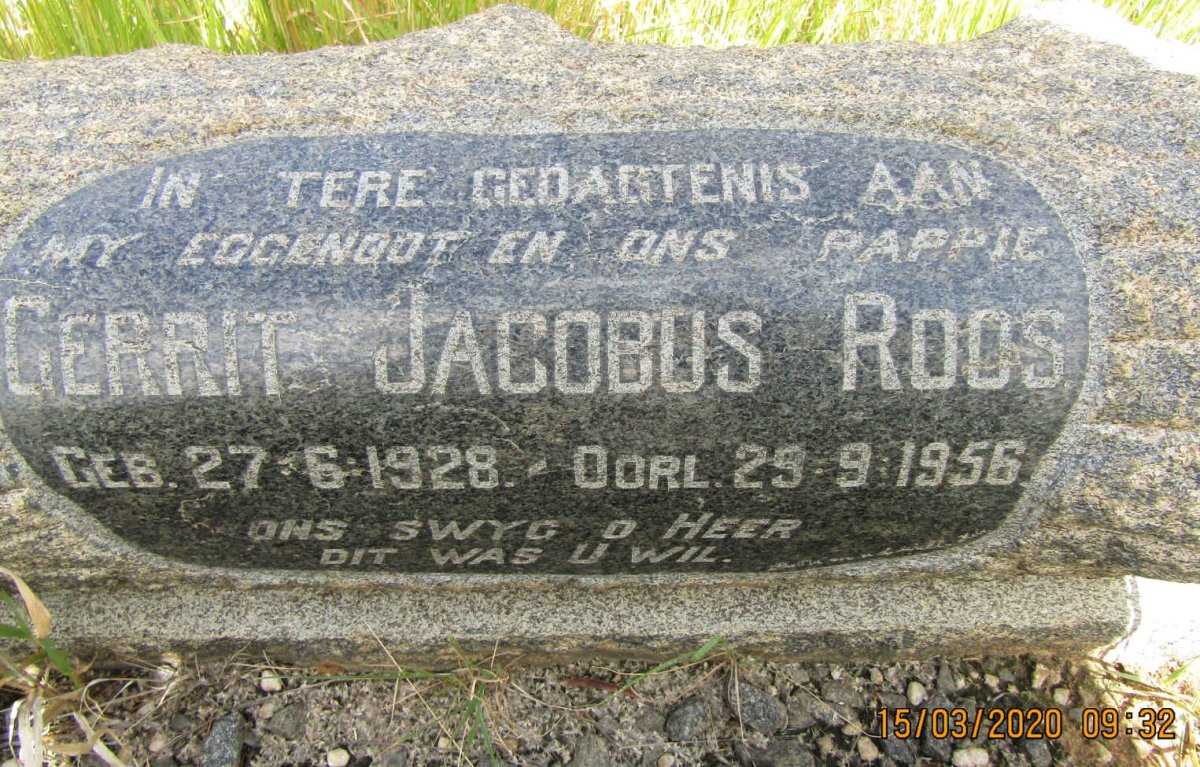 IN TERE GEDAGTENIS AAN
MY EGGENOOT EN ONS PAPPIE
GERRIT JACOBUS ROOS
GEB. 27-6-1928. - OORL. 29-9-1956
ONS SWYG O HEER
DIT WAS U WIL.
15/03/2020 09:32